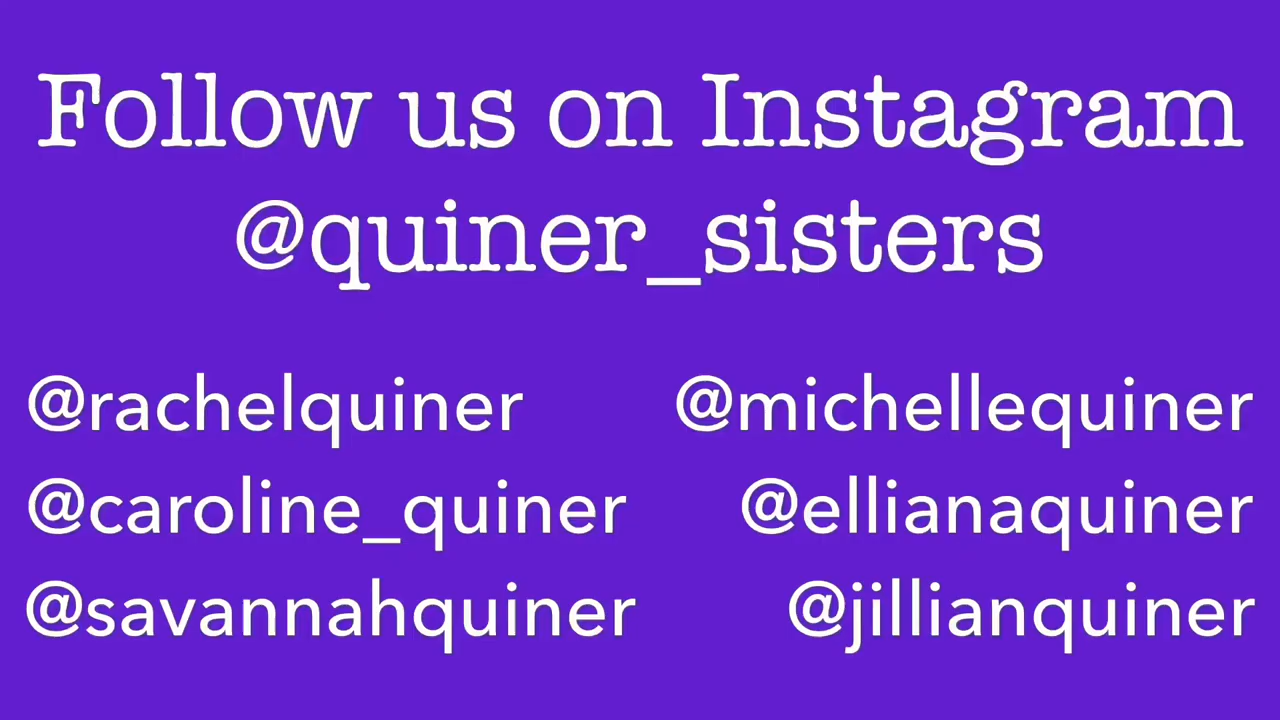 Follow us on Instagram
@quiner_sisters
@rachelquiner
@michellequiner
@caroline_quiner
@ellianaquiner
@savannahquiner
@jillianquiner